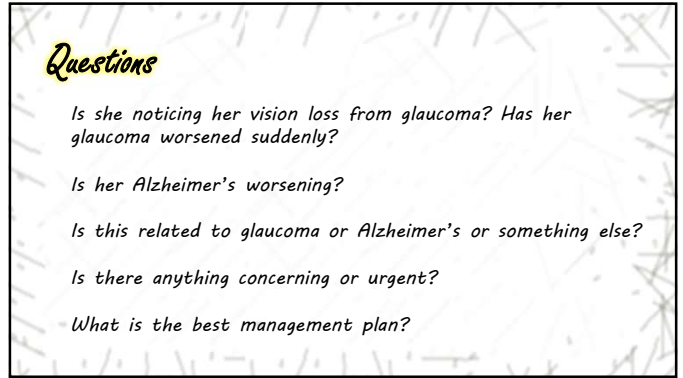 Questions
Is she noticing her vision loss from glaucoma? Has her
glaucoma worsened suddenly?
Is her Alzheimer’s worsening?
Is this related to glaucoma or Alzheimer’s or something else?
Is there anything concerning or urgent?
What is the best management plan?